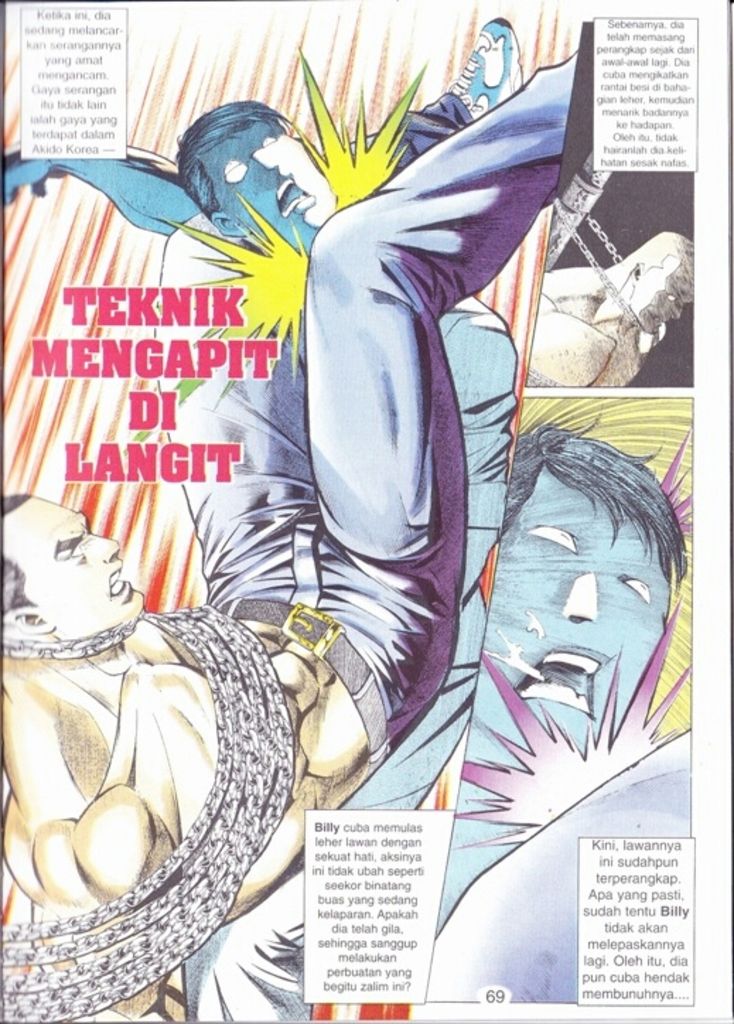 Ketika ini, dia
sedang melancar-
kan serangannya
yang amat
mengancam.
Gaya serangan
itu tidak lain
ialah gaya yang
terdapat dalam
Akido Korea —
Sebenarnya, dia
telah memasang
perangkap sejak dari
awal-awal lagi. Dia
cuba mengikatkan
rantai besi di baha-
gian leher, kemudian
menarik badannya
ke hadapan.
Oleh itu, tidak
hairanlah dia keli-
hatan sesak nafas.
TEKNIK
MENGAPIT
DI
LANGIT
Billy cuba memulas
leher lawan dengan
sekuat hati, aksinya
ini tidak ubah seperti
seekor binatang
buas yang sedang
kelaparan. Apakah
dia telah gila,
sehingga sanggup
melakukan
perbuatan yang
begitu zalim ini?
Kini, lawannya
ini sudahpun
terperangkap.
Apa yang pasti,
sudah tentu Billy
tidak akan
melepaskannya
lagi. Oleh itu, dia
pun cuba hendak
membunuhnya....
69